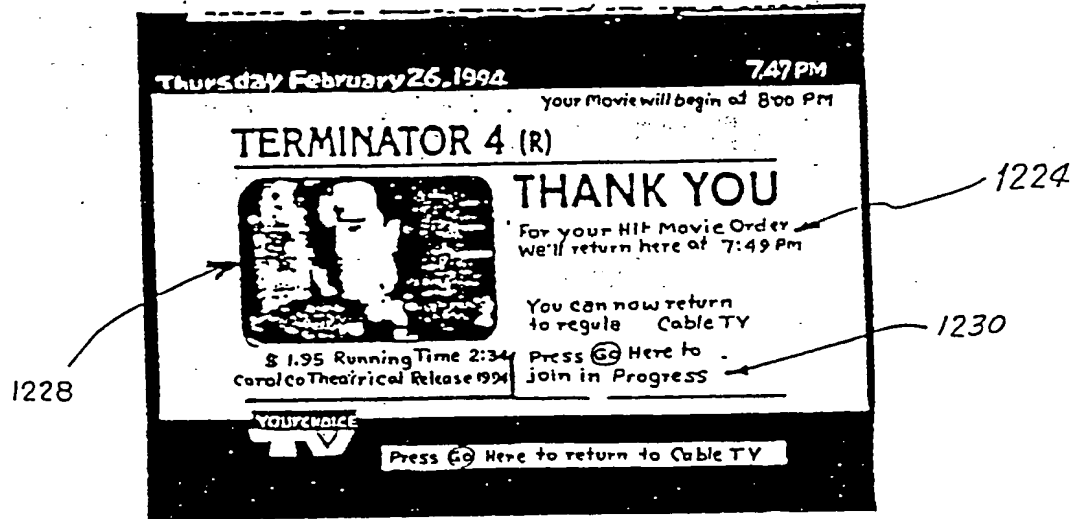 Thursday February 26, 1994
7:47 PM
Your Movie will begin at 8:00 PM
TERMINATOR 4 (R)
THANK YOU
1224
For your Hit Movie Order
We'll return here at 7:49 PM
You can now return
to regula Cable TV
1230
1228
$ 1.95 Running Time 2:34
Carolco Theatrical Release 1994
Press Go Here to
join in Progress
YOUR CHOICE
TV
Press Go Here to return to Cable TV